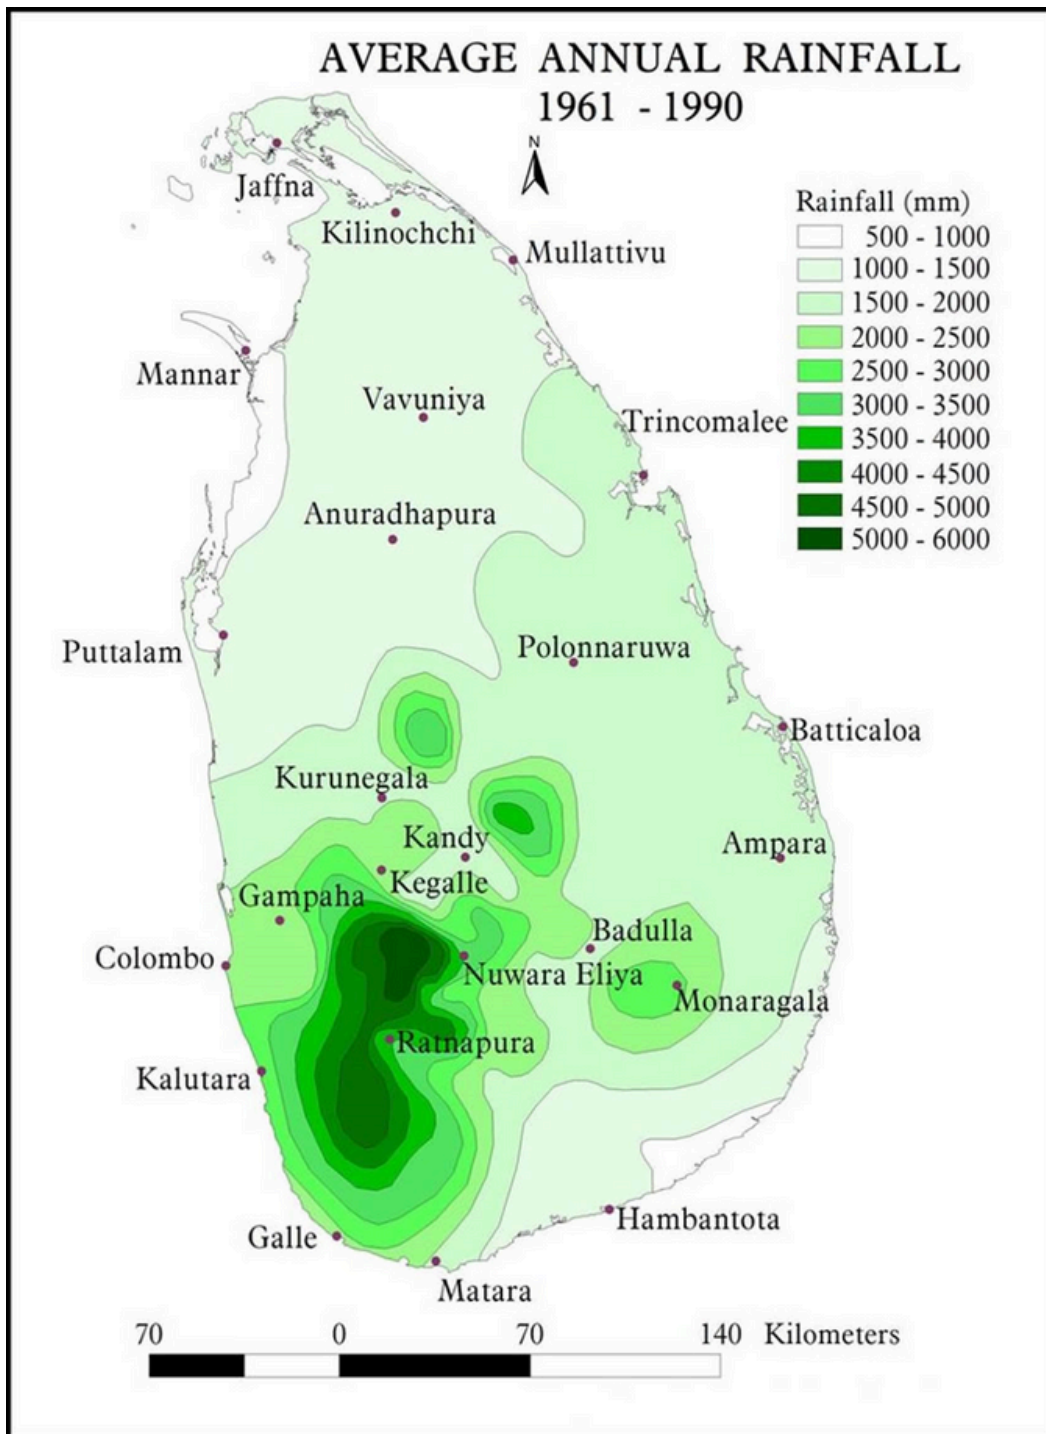 AVERAGE ANNUAL RAINFALL
1961 - 1990
N
Jaffna
Kilinochchi
Mullattivu
Rainfall (mm)
500 - 1000
1000 - 1500
1500 - 2000
2000 - 2500
2500 - 3000
3000 - 3500
3500 - 4000
4000 - 4500
4500 - 5000
5000 - 6000
Mannar
Vavuniya
Trincomalee
Anuradhapura
Puttalam
Polonnaruwa
Batticaloa
Kurunegala
Kandy
Ampara
Kegalle
Gampaha
Badulla
Colombo
Nuwara Eliya
Monaragala
Ratnapura
Kalutara
Hambantota
Galle
Matara
70 0 70 140 Kilometers